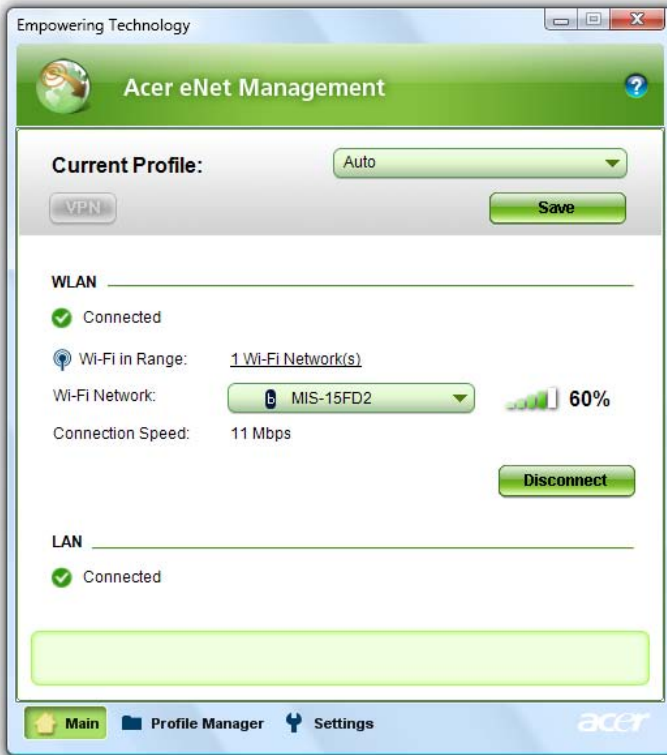 Empowering Technology
Acer eNet Management
?
Current Profile:
Auto
VPN
Save
WLAN
Connected
Wi-Fi in Range:
1 Wi-Fi Network(s)
Wi-Fi Network:
b MIS-15FD2
60%
Connection Speed:
11 Mbps
Disconnect
LAN
Connected
Main
Profile Manager
Settings
acer